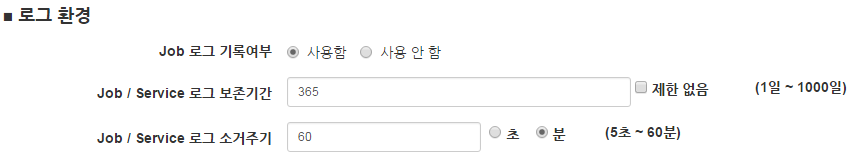 ■ 로그 환경
Job 로그 기록여부 사용함 사용 안 함
Job / Service 로그 보존기간 365 제한 없음 (1일 ~ 1000일)
Job / Service 로그 소거주기 60 초 분 (5초 ~ 60분)